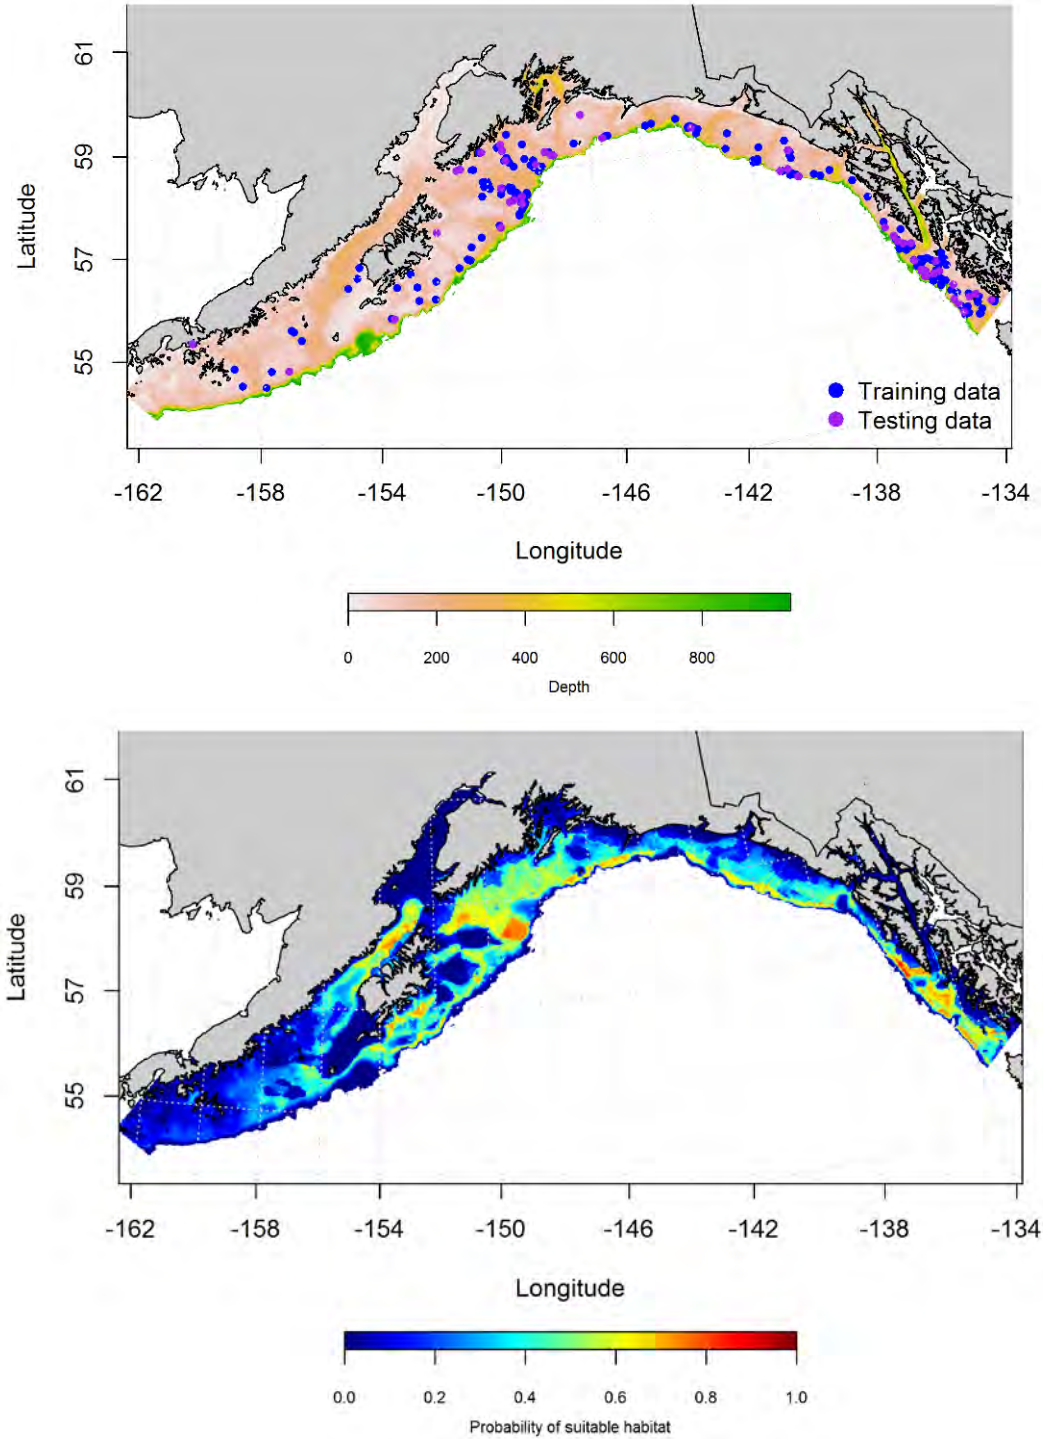 61
59
57
55
Latitude
Training data
Testing data
-162 -158 -154 -150 -146 -142 -138 -134
Longitude
0 200 400 600 800
Depth
61
59
57
55
Latitude
-162 -158 -154 -150 -146 -142 -138 -134
Longitude
0.0 0.2 0.4 0.6 0.8 1.0
Probability of suitable habitat